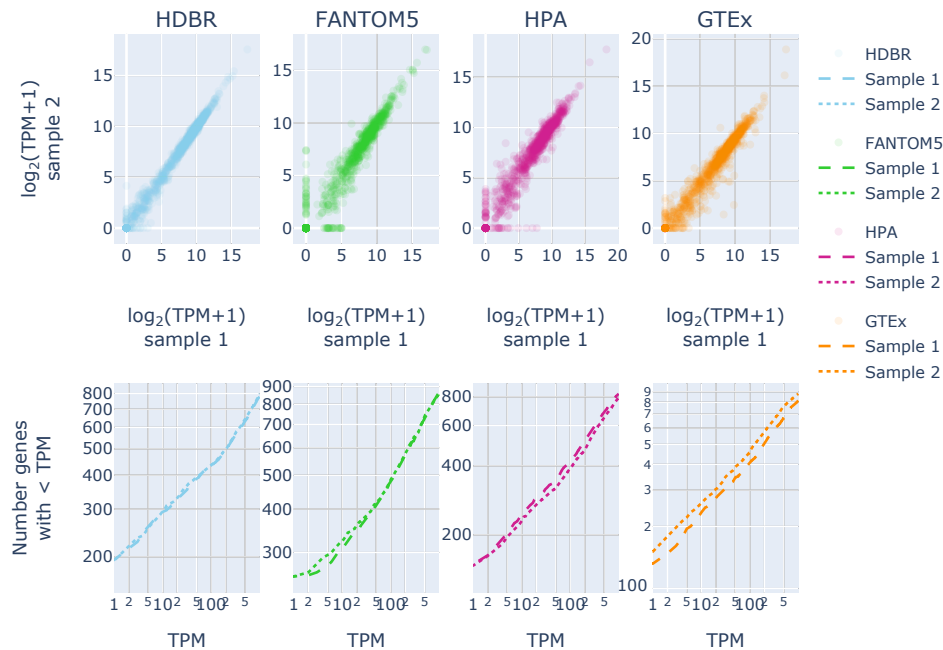 HDBR FANTOM5 HPA GTEx
log₂(TPM+1)
sample 2
15
10
5
0
15
10
5
0
15
10
5
0
20
15
10
5
0
0 5 10 15
0 5 10 15
0 5 10 15 20
0 5 10 15
log₂(TPM+1) log₂(TPM+1) log₂(TPM+1) log₂(TPM+1)
sample 1 sample 1 sample 1 sample 1
HDBR
Sample 1
Sample 2
FANTOM5
Sample 1
Sample 2
HPA
Sample 1
Sample 2
GTEx
Sample 1
Sample 2
Number genes
with < TPM
800
700
600
500
400
300
200
900
800
700
600
500
400
300
800
400
200
9
8
7
6
5
4
3
2
100
1 2 5 10 2 5 100 2 5
1 2 5 10 2 5 100 2 5
1 2 5 10 2 5 100 2 5
1 2 5 10 2 5 100 2 5
TPM TPM TPM TPM